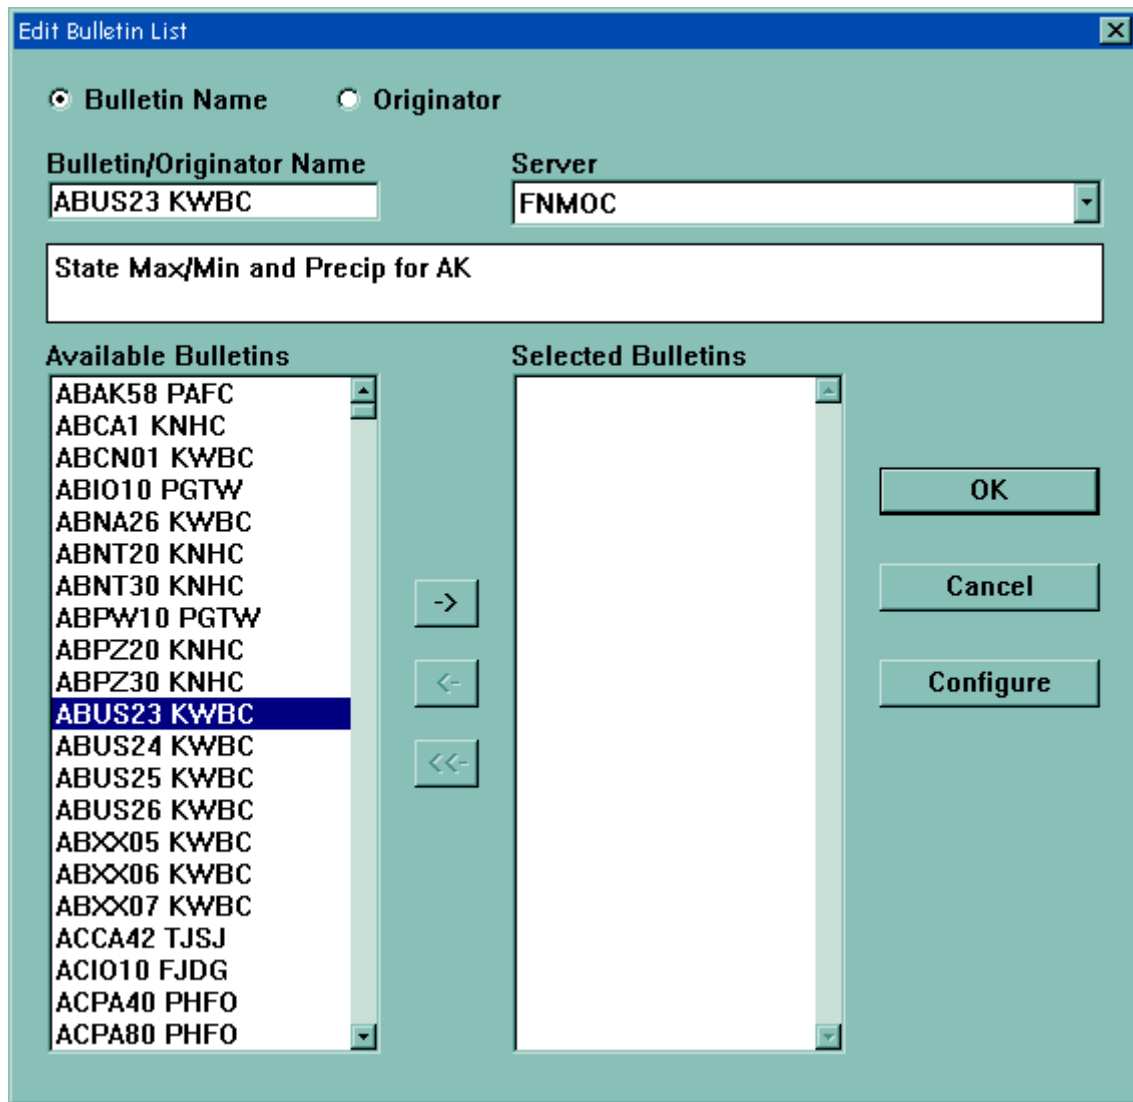 Edit Bulletin List
Bulletin Name
Originator
Bulletin/Originator Name
Server
ABUS23 KWBC
FNMOC
State Max/Min and Precip for AK
Available Bulletins
Selected Bulletins
ABAK58 PAFC
ABCA1 KNHC
ABCN01 KWBC
ABIO10 PGTW
ABNA26 KWBC
ABNT20 KNHC
ABNT30 KNHC
ABPW10 PGTW
ABPZ20 KNHC
ABPZ30 KNHC
ABUS23 KWBC
ABUS24 KWBC
ABUS25 KWBC
ABUS26 KWBC
ABXX05 KWBC
ABXX06 KWBC
ABXX07 KWBC
ACCA42 TJSJ
ACIO10 FJDG
ACPA40 PHFO
ACPA80 PHFO
->
<-
<<-
OK
Cancel
Configure